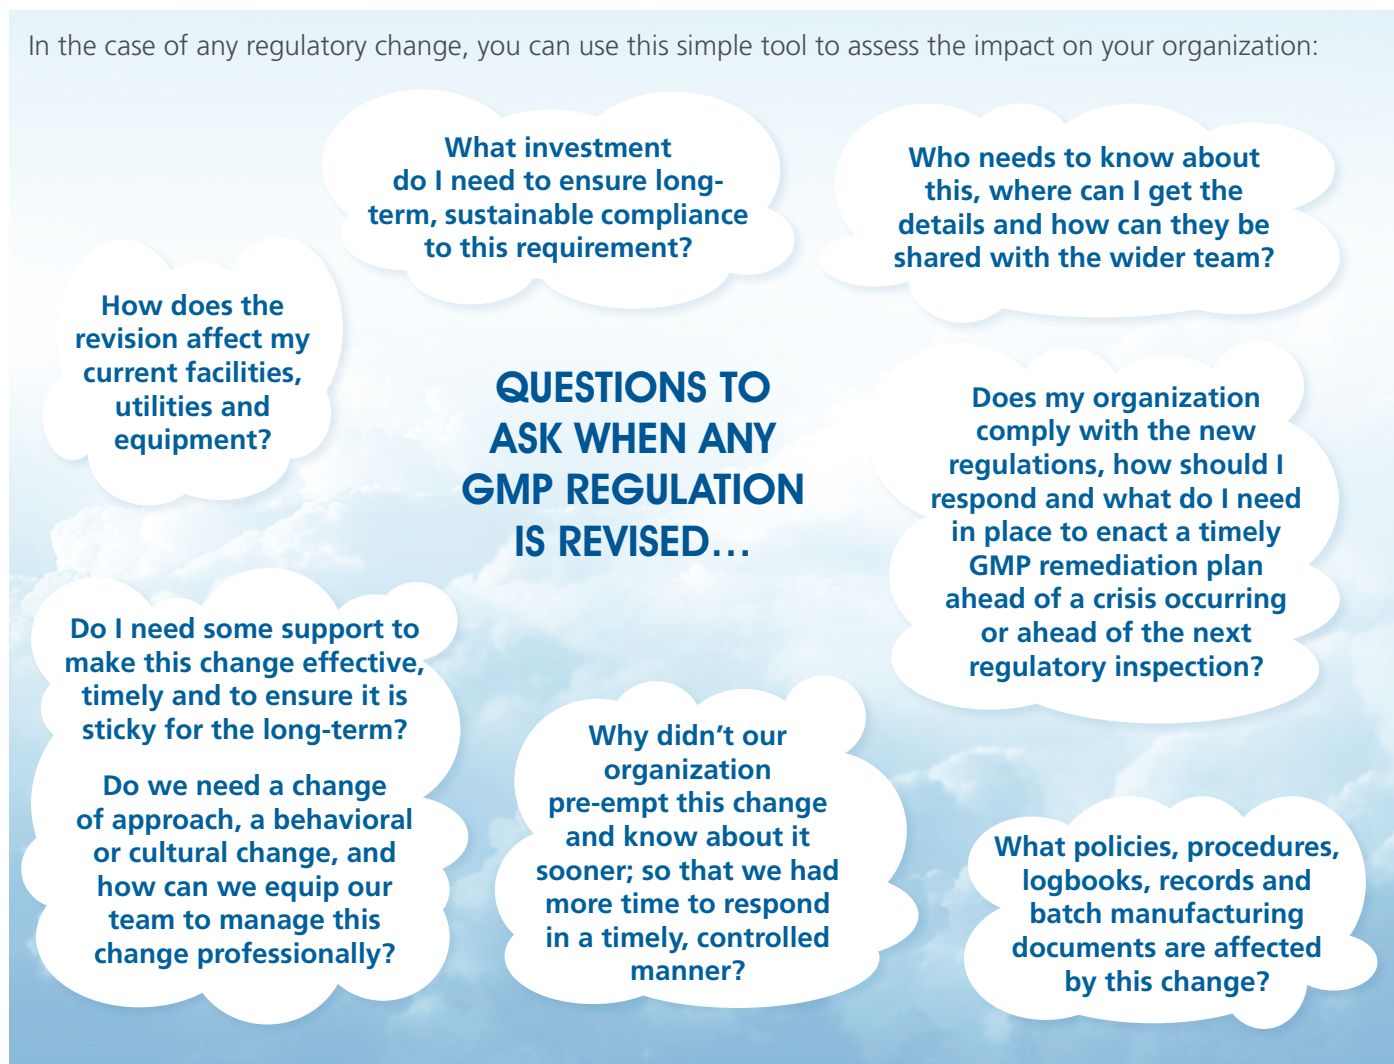 In the case of any regulatory change, you can use this simple tool to assess the impact on your organization:
What investment
do I need to ensure long-
term, sustainable compliance
to this requirement?
Who needs to know about
this, where can I get the
details and how can they be
shared with the wider team?
How does the
revision affect my
current facilities,
utilities and
equipment?
QUESTIONS TO
ASK WHEN ANY
GMP REGULATION
IS REVISED...
Does my organization
comply with the new
regulations, how should I
respond and what do I need
in place to enact a timely
GMP remediation plan
ahead of a crisis occurring
or ahead of the next
regulatory inspection?
Do I need some support to
make this change effective,
timely and to ensure it is
sticky for the long-term?
Do we need a change
of approach, a behavioral
or cultural change, and
how can we equip our
team to manage this
change professionally?
Why didn’t our
organization
pre-empt this change
and know about it
sooner; so that we had
more time to respond
in a timely, controlled
manner?
What policies, procedures,
logbooks, records and
batch manufacturing
documents are affected
by this change?